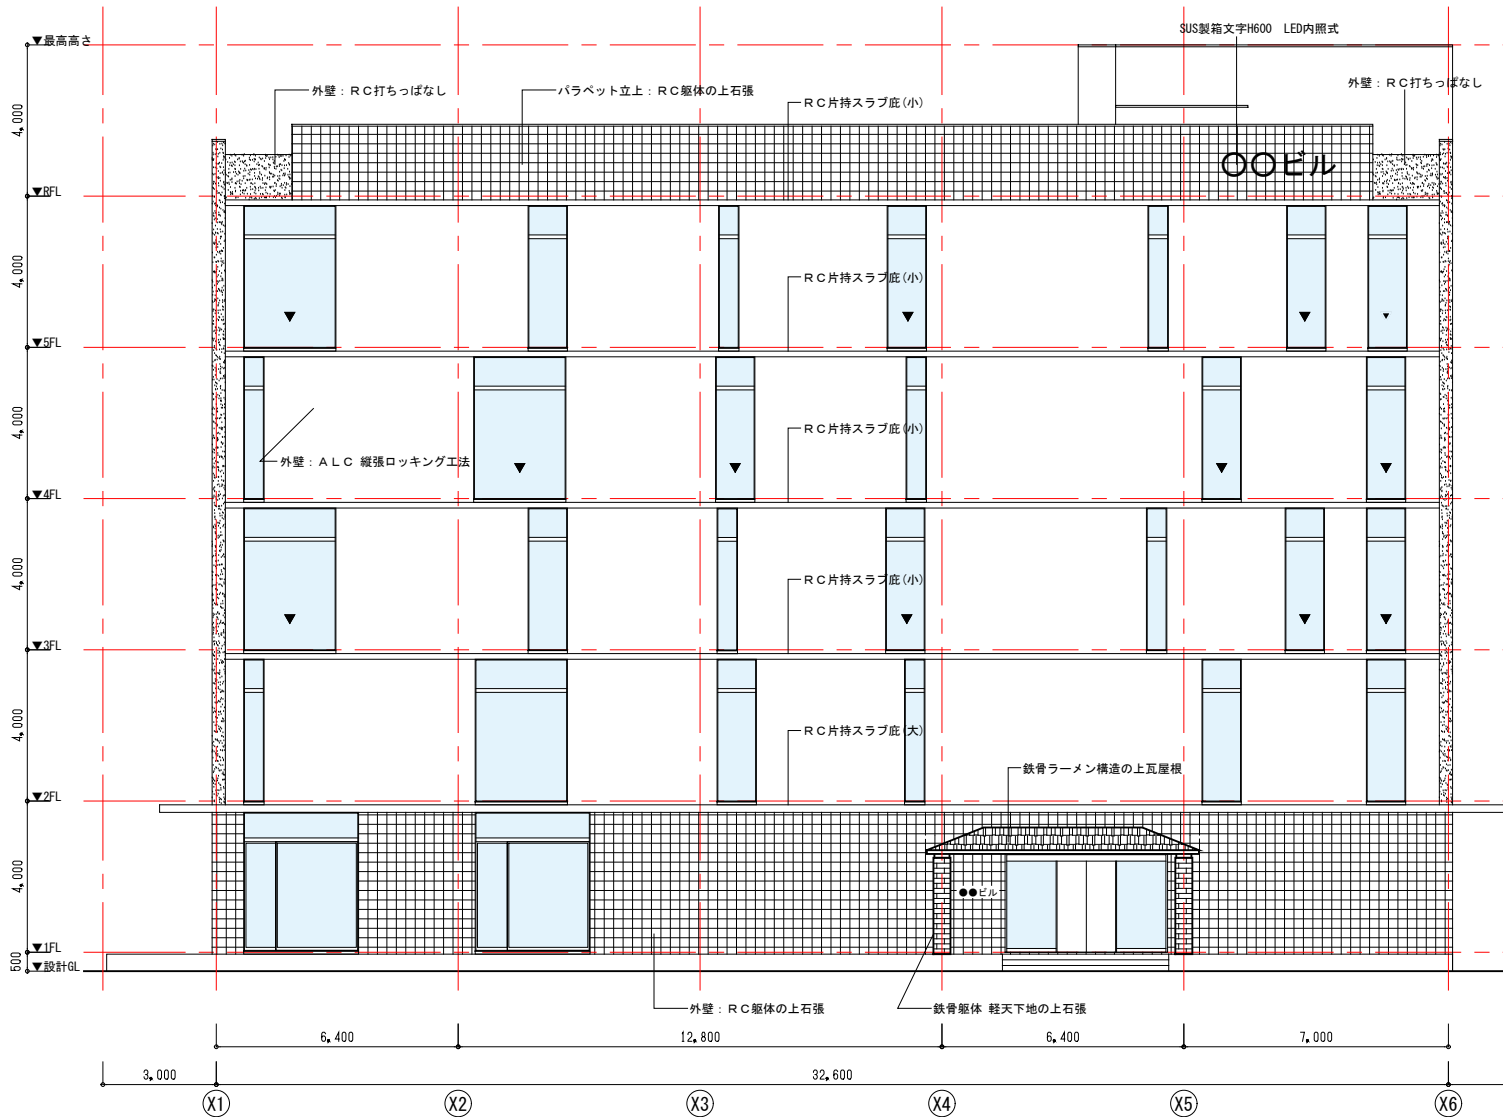 SUS製箱文字H600 LED内照式
▼最高高さ
外壁：RC打ちっぱなし
パラペット立上：RC躯体の上石張
RC片持スラブ庇(小)
外壁：RC打ちっぱなし
4,000
〇〇ビル
▼RFL
4,000
RC片持スラブ庇(小)
▼5FL
4,000
RC片持スラブ庇(小)
外壁：ALC 縦張ロッキング工法
▼4FL
4,000
RC片持スラブ庇(小)
▼3FL
4,000
RC片持スラブ庇(大)
鉄骨ラーメン構造の上瓦屋根
▼2FL
4,000
●●ビル
▼1FL
500
▼設計GL
外壁：RC躯体の上石張
鉄骨躯体 軽天下地の上石張
6,400
12,800
6,400
7,000
3,000
32,600
X1
X2
X3
X4
X5
X6